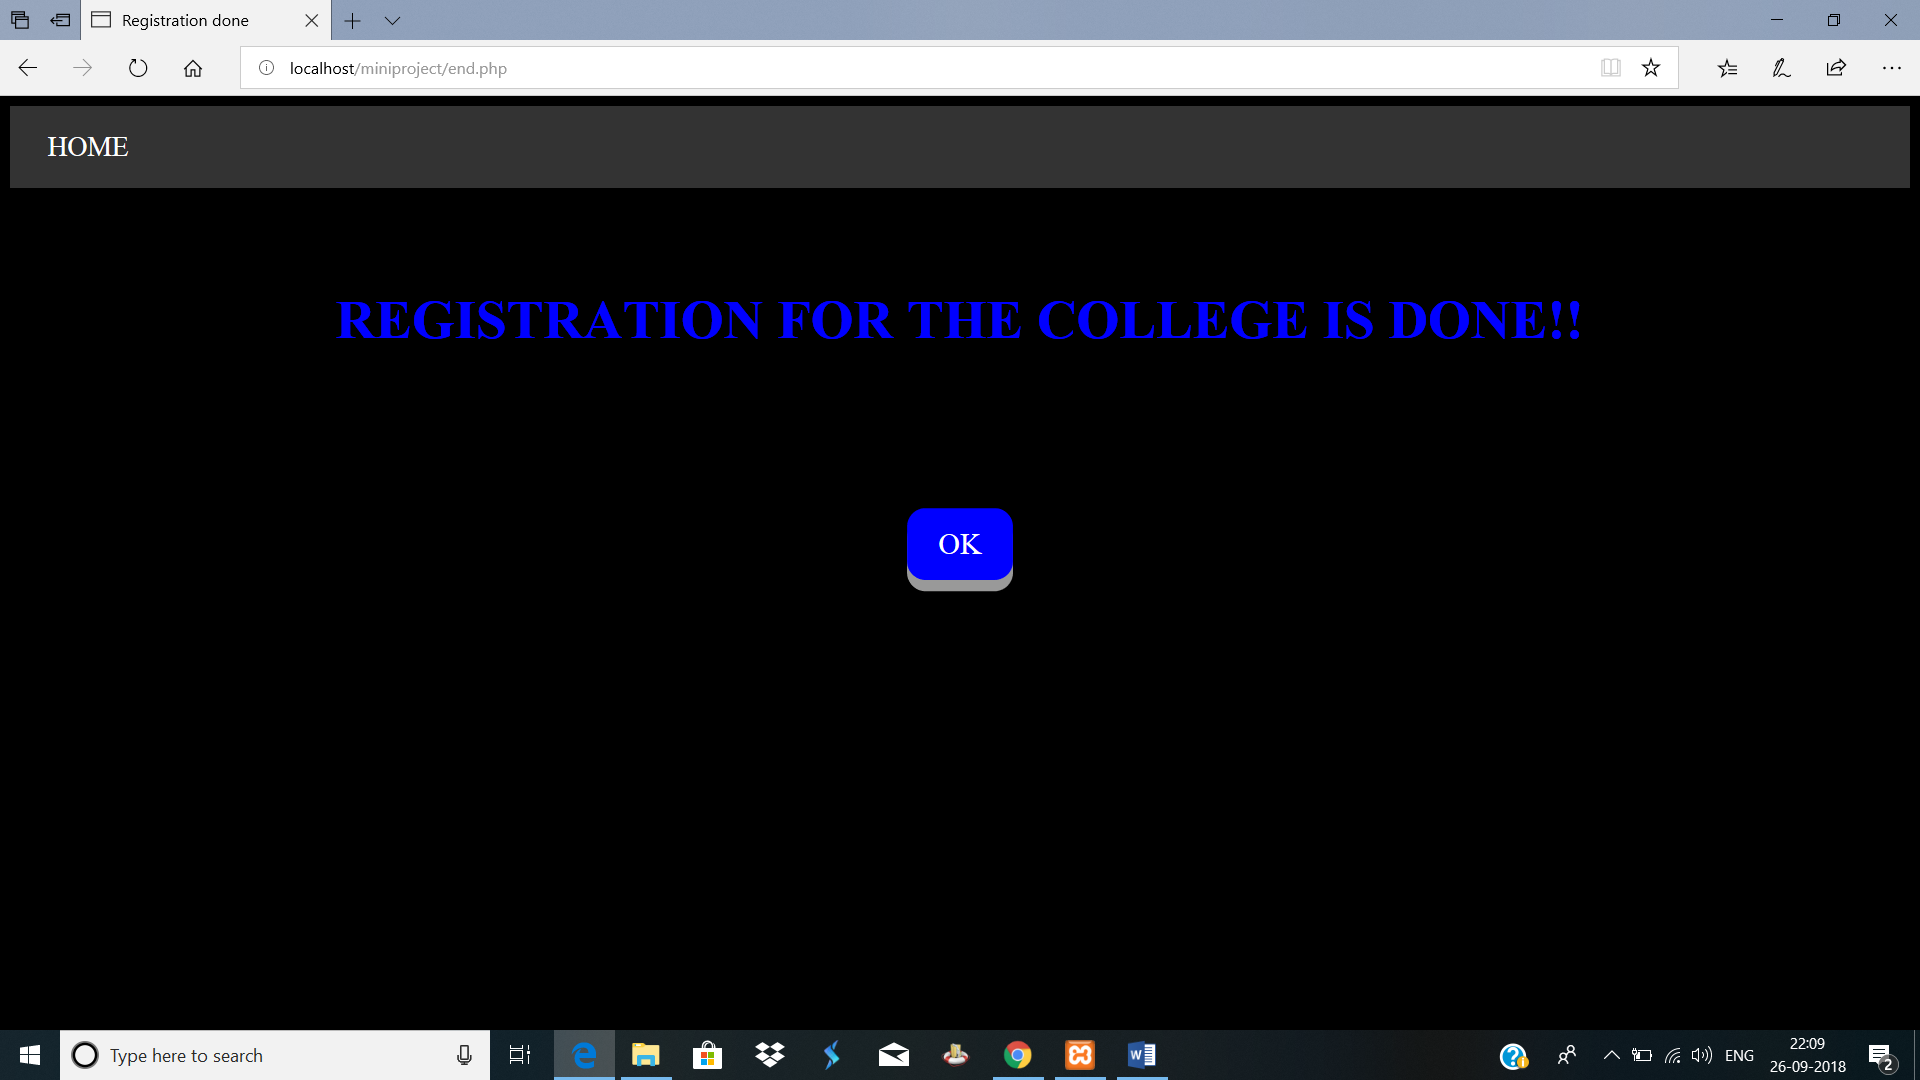 Registration done
localhost/miniproject/end.php
HOME
REGISTRATION FOR THE COLLEGE IS DONE!!
OK
Type here to search
ENG
22:09
26-09-2018
2